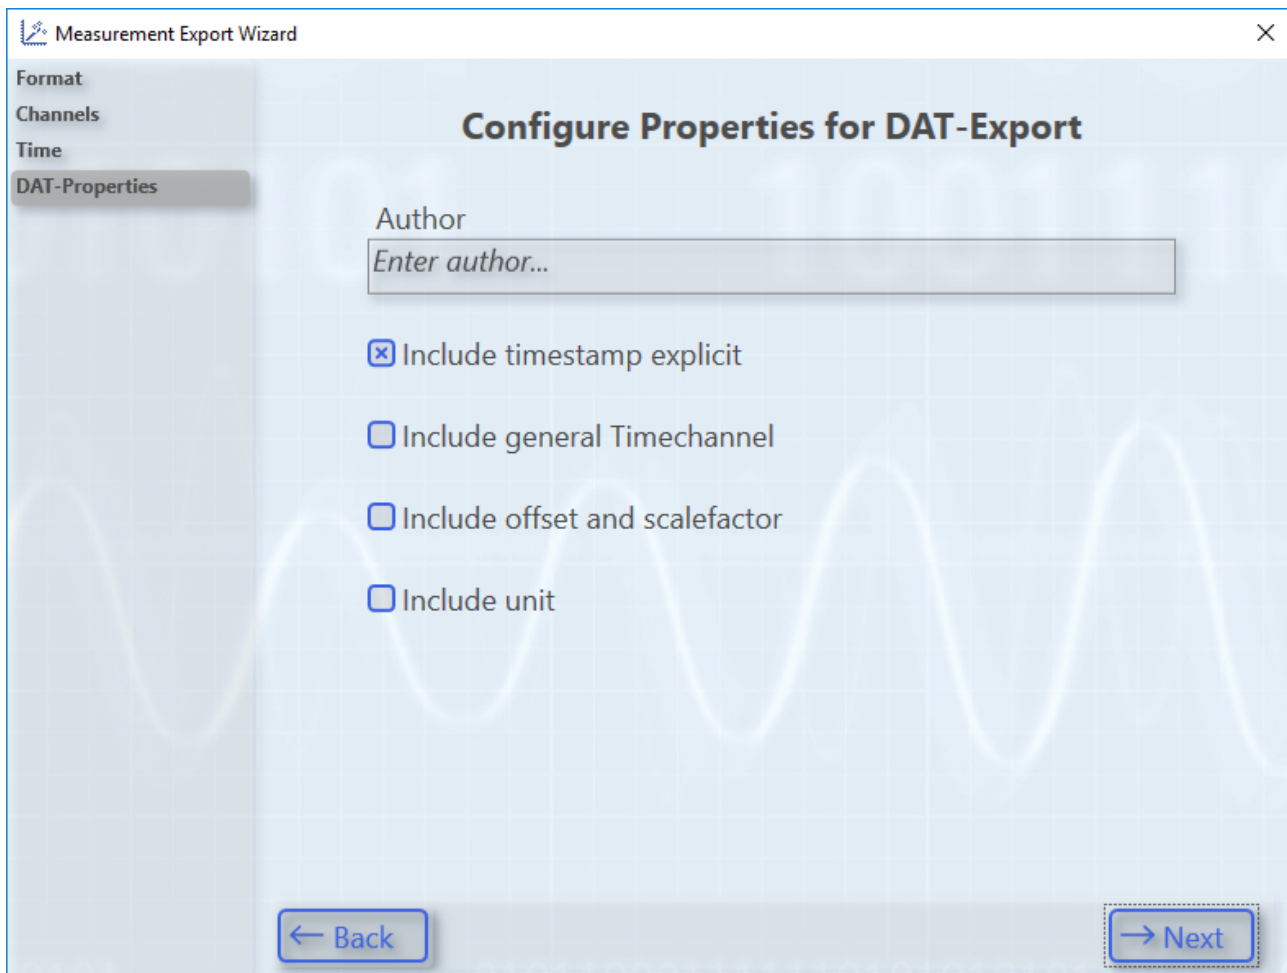 Measurement Export Wizard
Format
Channels
Time
DAT-Properties
Configure Properties for DAT-Export
Author
Enter author...
Include timestamp explicit
Include general Timechannel
Include offset and scalefactor
Include unit
Back
Next